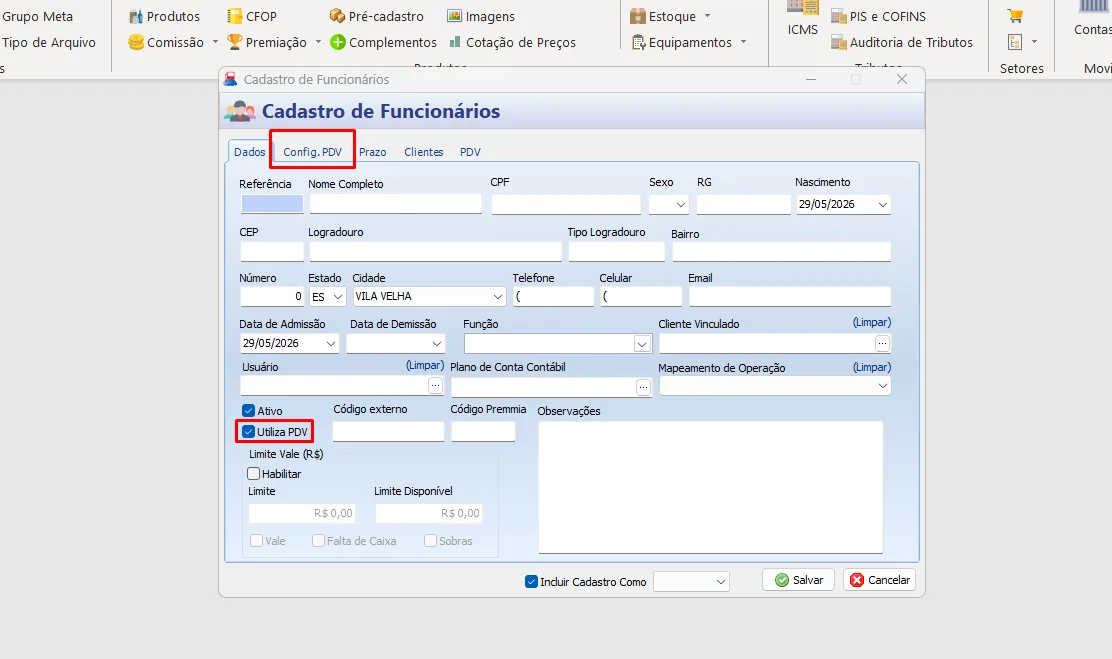 Grupo Meta Produtos CFOP Pré-cadastro Imagens Estoque ICMS PIS e COFINS
Tipo de Arquivo Comissão Premiação Complementos Cotação de Preços Equipamentos Auditoria de Tributos Contas
s Produtos Tributos Setores Movi
Cadastro de Funcionários
Cadastro de Funcionários
Dados Config. PDV Prazo Clientes PDV
Referência Nome Completo CPF Sexo RG Nascimento
29/05/2026
CEP Logradouro Tipo Logradouro Bairro
Número Estado Cidade Telefone Celular Email
0 ES VILA VELHA ( (
Data de Admissão Data de Demissão Função Cliente Vinculado (Limpar)
29/05/2026 ...
Usuário (Limpar) Plano de Conta Contábil Mapeamento de Operação (Limpar)
... ...
Ativo Código externo Código Premmia Observações
Utiliza PDV
Limite Vale (R$)
Habilitar
Limite Limite Disponível
R$ 0,00 R$ 0,00
Vale Falta de Caixa Sobras
Incluir Cadastro Como Salvar Cancelar